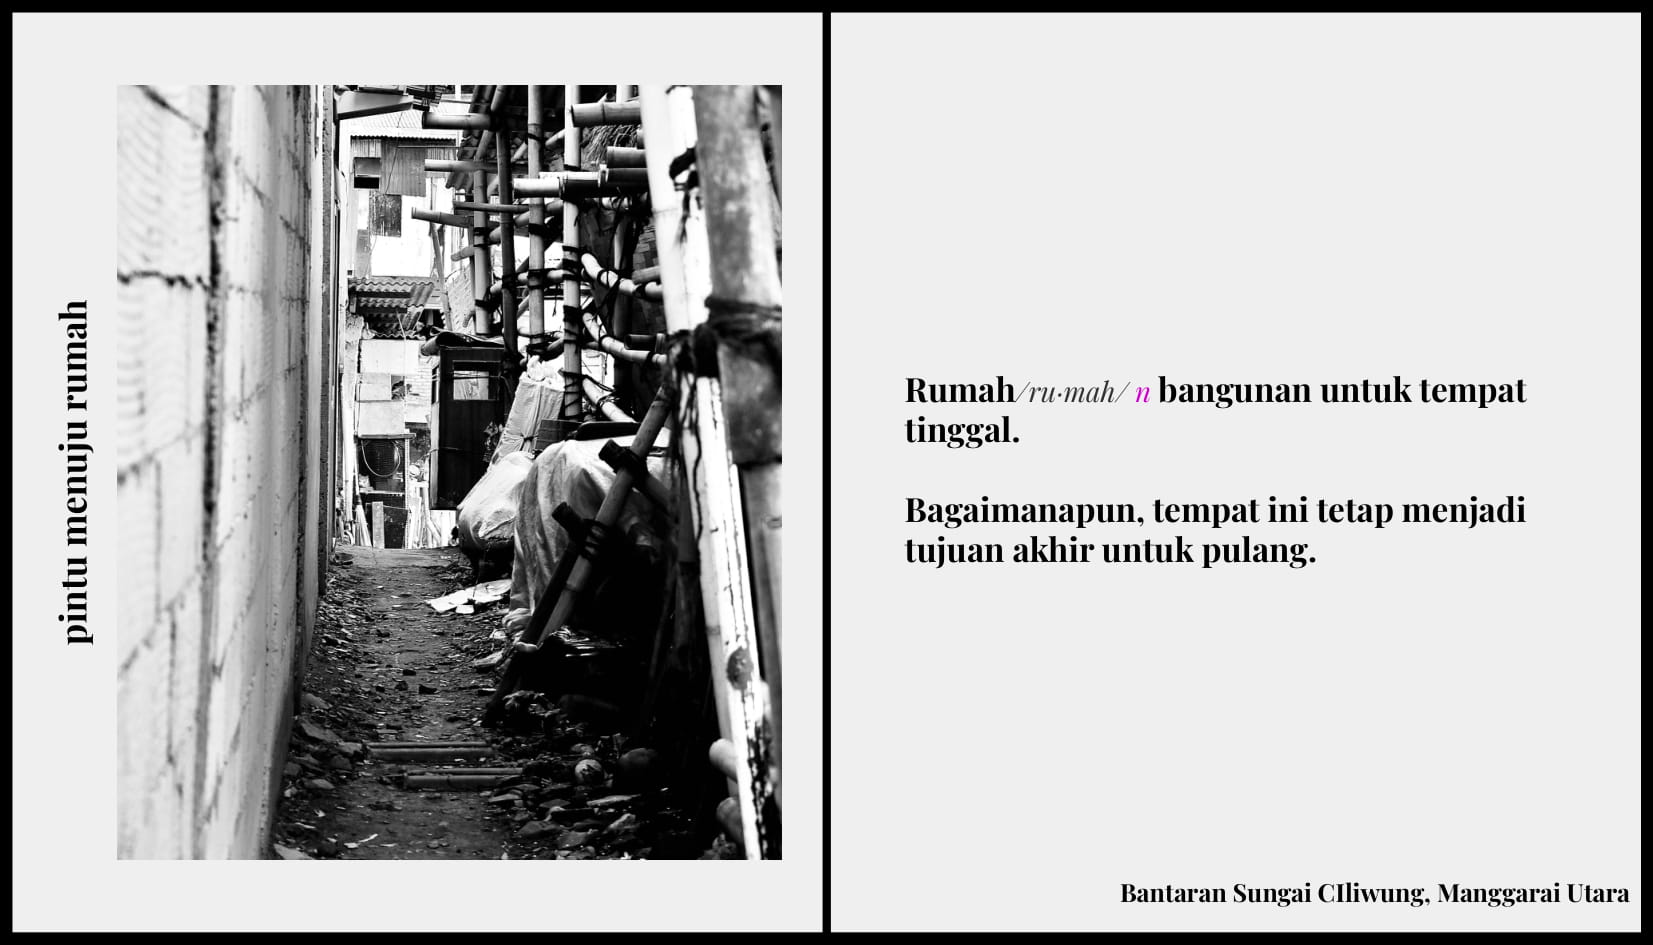 pintu menuju rumah
Rumah/ru·mah/ n bangunan untuk tempat
tinggal.
Bagaimanapun, tempat ini tetap menjadi
tujuan akhir untuk pulang.
Bantaran Sungai CIliwung, Manggarai Utara